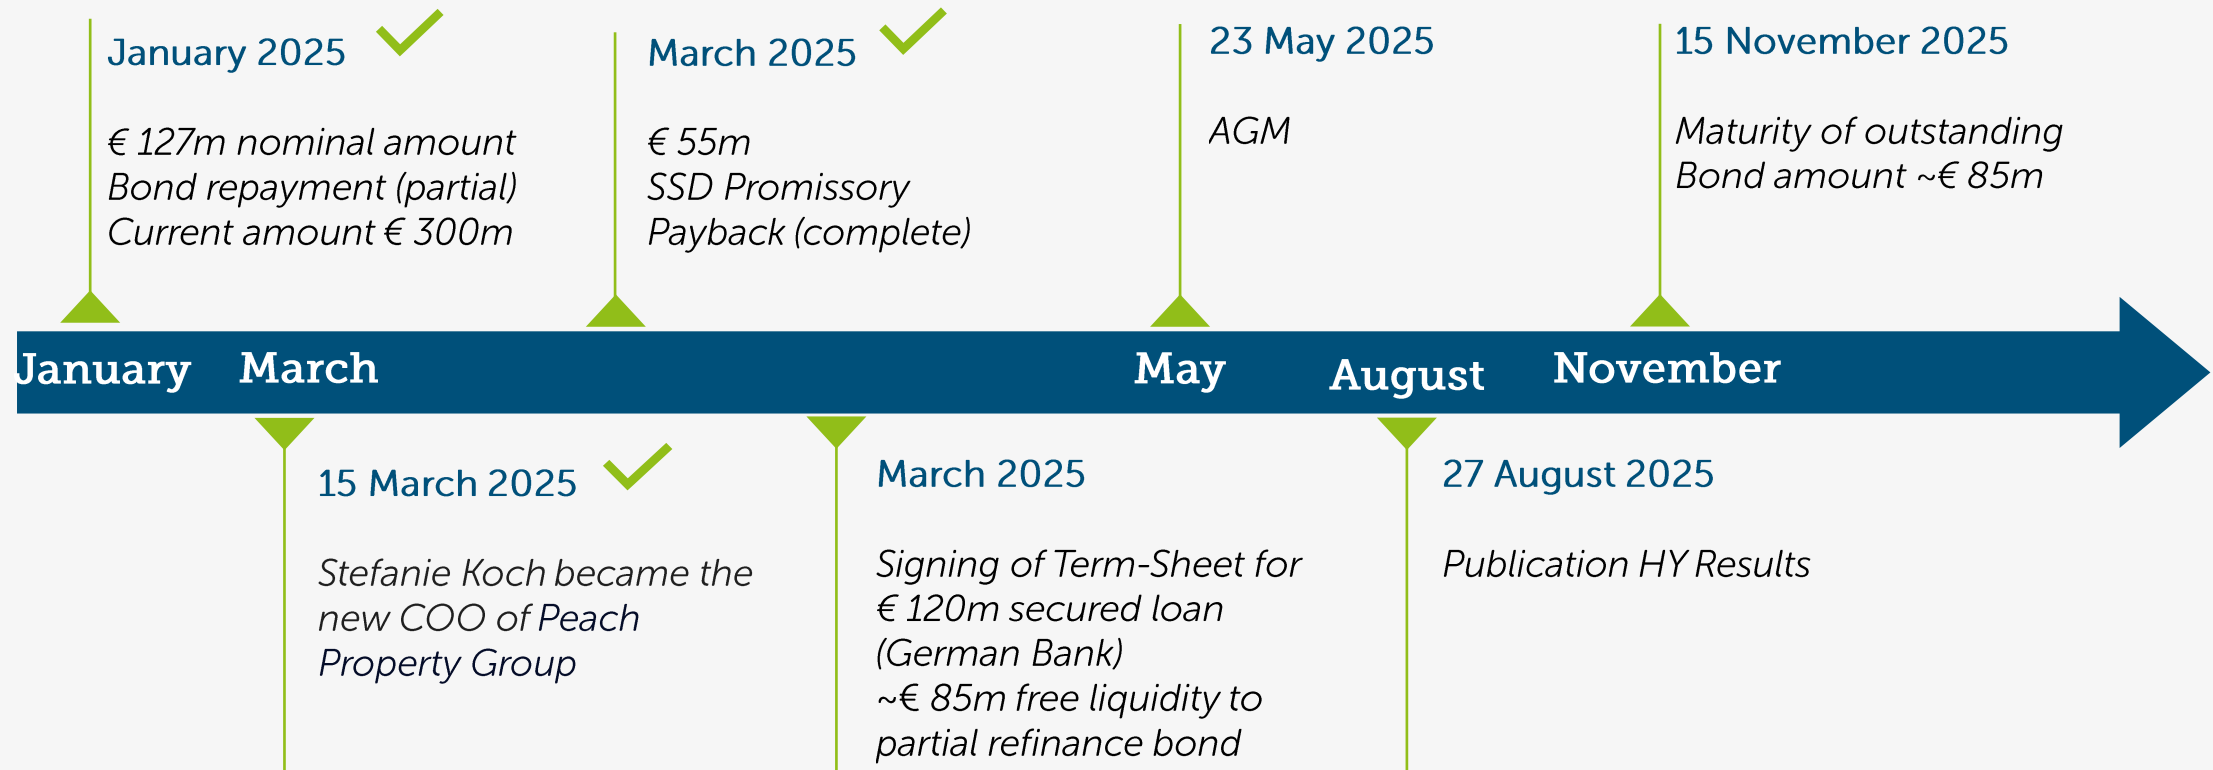 January 2025
€ 127m nominal amount
Bond repayment (partial)
Current amount € 300m
March 2025
€ 55m
SSD Promissory
Payback (complete)
23 May 2025
AGM
15 November 2025
Maturity of outstanding
Bond amount ~€ 85m
January
March
May
August
November
15 March 2025
Stefanie Koch became the
new COO of Peach
Property Group
March 2025
Signing of Term-Sheet for
€ 120m secured loan
(German Bank)
~€ 85m free liquidity to
partial refinance bond
27 August 2025
Publication HY Results